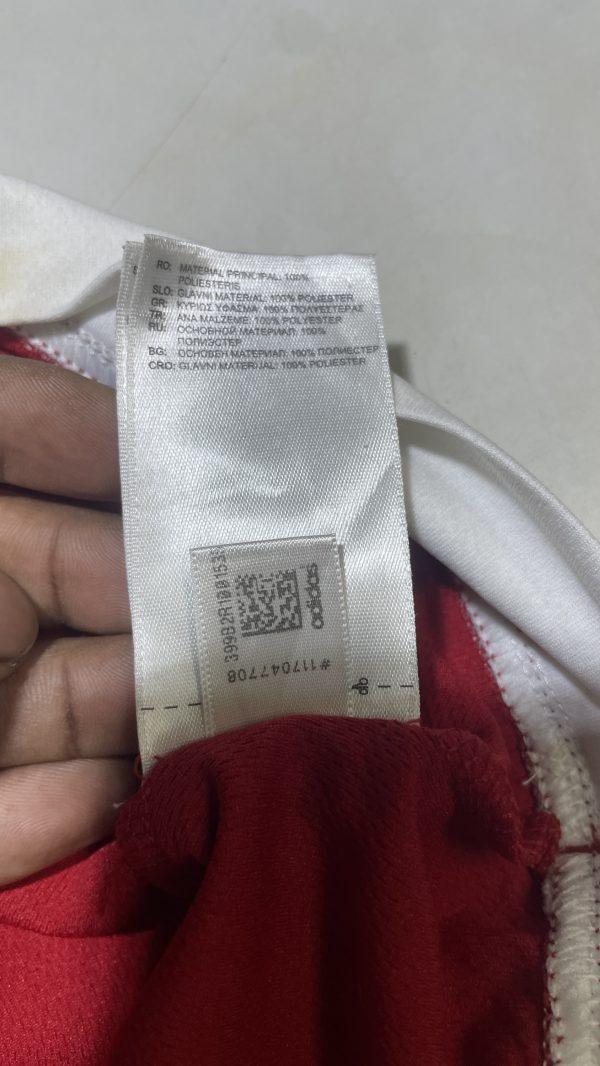 RO: MATERIAL PRINCIPAL: 100%
POLIESTERIE
SLO: GLAVNI MATERIAL: 100% POLIESTER
GR: ΚΥΡΙΩΣ ΥΦΑΣΜΑ: 100% ΠΟΛΥΕΣΤΕΡΑΣ
TR: ANA MALZEME: 100% POLYESTER
RU: ОСНОВНОЙ МАТЕРИАЛ: 100%
ПОЛИЭСТЕР
BG: ОСНОВЕН МАТЕРИАЛ: 100% ПОЛИЕСТЕР
CRO: GLAVNI MATERIJAL: 100% POLIESTER
adidas
#117047708